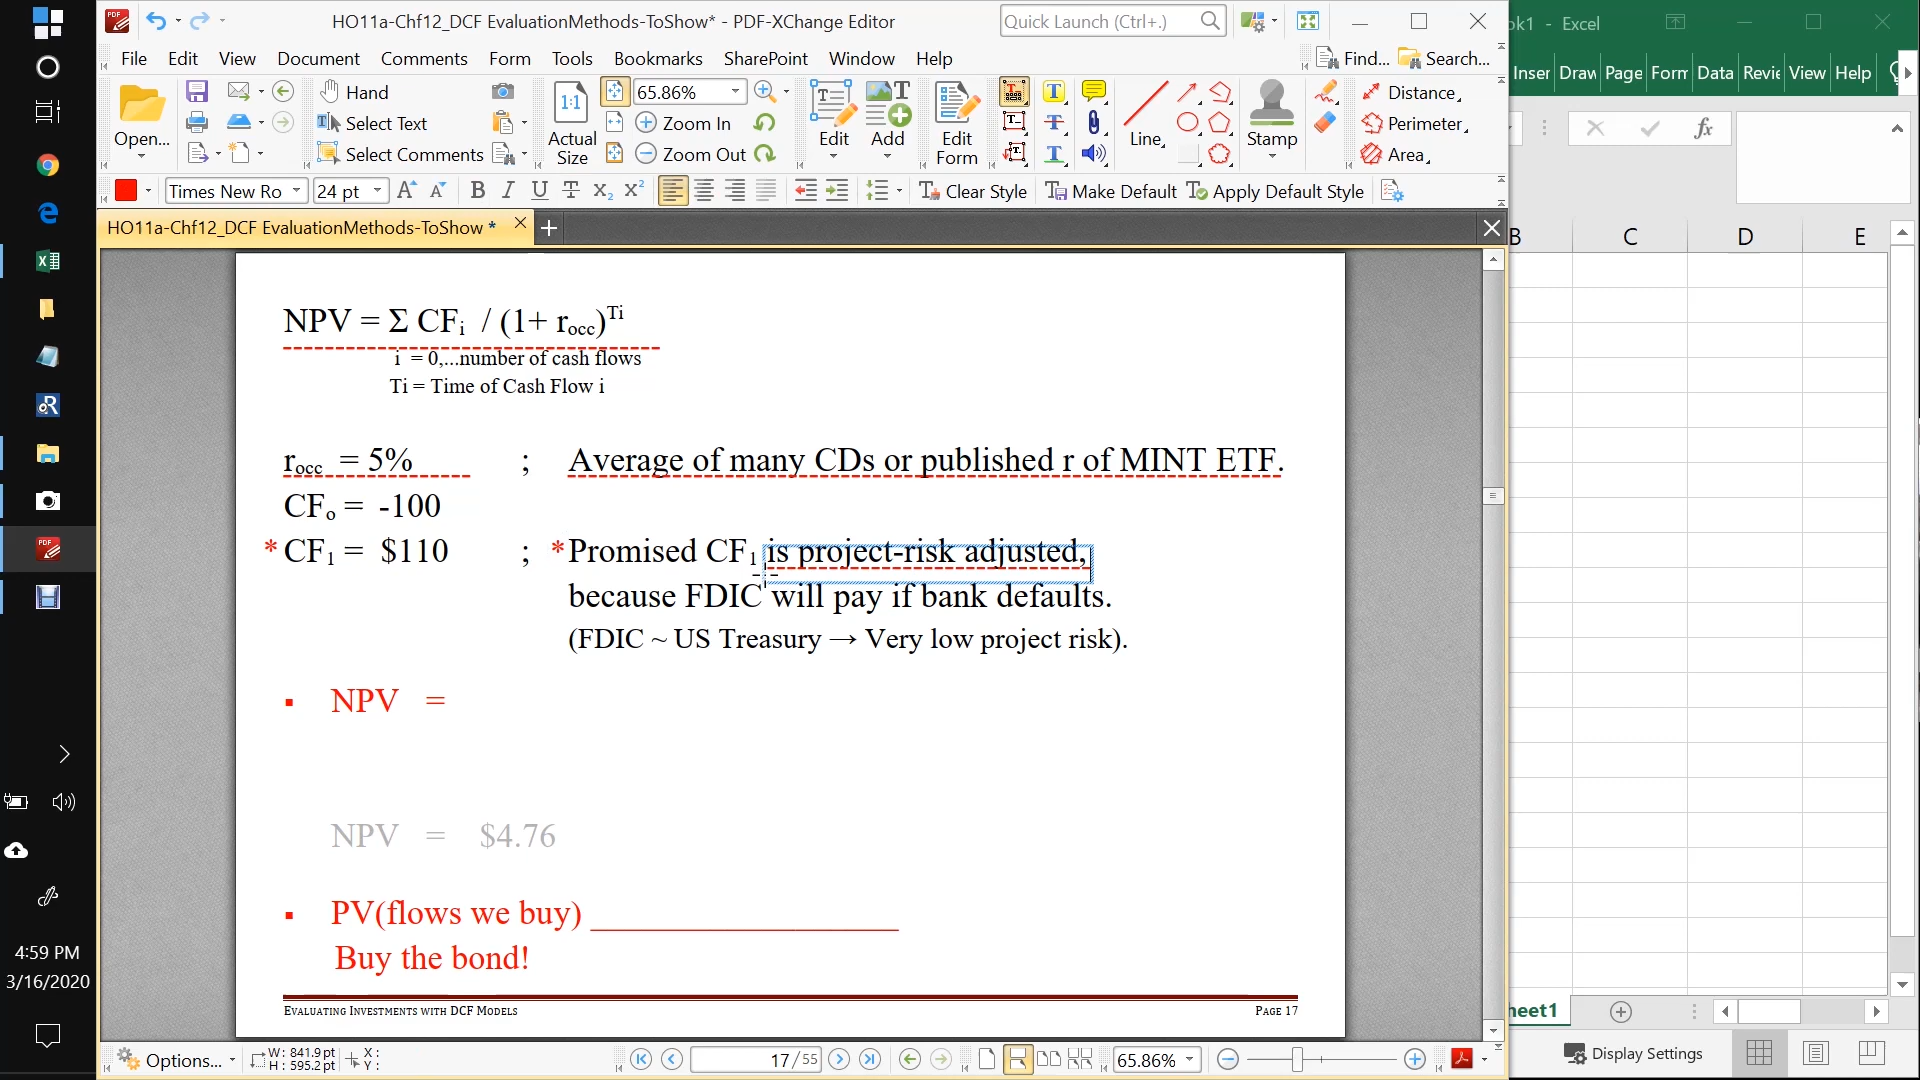 HO11a-Chf12_DCF EvaluationMethods-ToShow* - PDF-XChange Editor
Quick Launch (Ctrl+.)
ok1 - Excel
File Edit View Document Comments Form Tools Bookmarks SharePoint Window Help
Find... Search...
Inser Draw Page Form Data Revie View Help
Open...
Hand
Select Text
Select Comments
1:1
Actual Size
65.86%
Zoom In
Zoom Out
Edit
Add
Edit Form
Line
Stamp
Distance
Perimeter
Area
fx
Times New Ro 24 pt
B I U T
Clear Style Make Default Apply Default Style
HO11a-Chf12_DCF EvaluationMethods-ToShow *
B C D E
NPV = Σ CFi / (1+ rocc)Ti
i = 0,...number of cash flows
Ti = Time of Cash Flow i
rocc = 5% ; Average of many CDs or published r of MINT ETF.
CFo = -100
*CF1 = $110 ; *Promised CF1 is project-risk adjusted,
because FDIC will pay if bank defaults.
(FDIC ~ US Treasury → Very low project risk).
▪ NPV =
NPV = $4.76
▪ PV(flows we buy) ____________________
Buy the bond!
EVALUATING INVESTMENTS WITH DCF MODELS PAGE 17
4:59 PM
3/16/2020
Options...
W: 841.9 pt
H: 595.2 pt
X:
Y:
17 / 55
65.86%
heet1
Display Settings